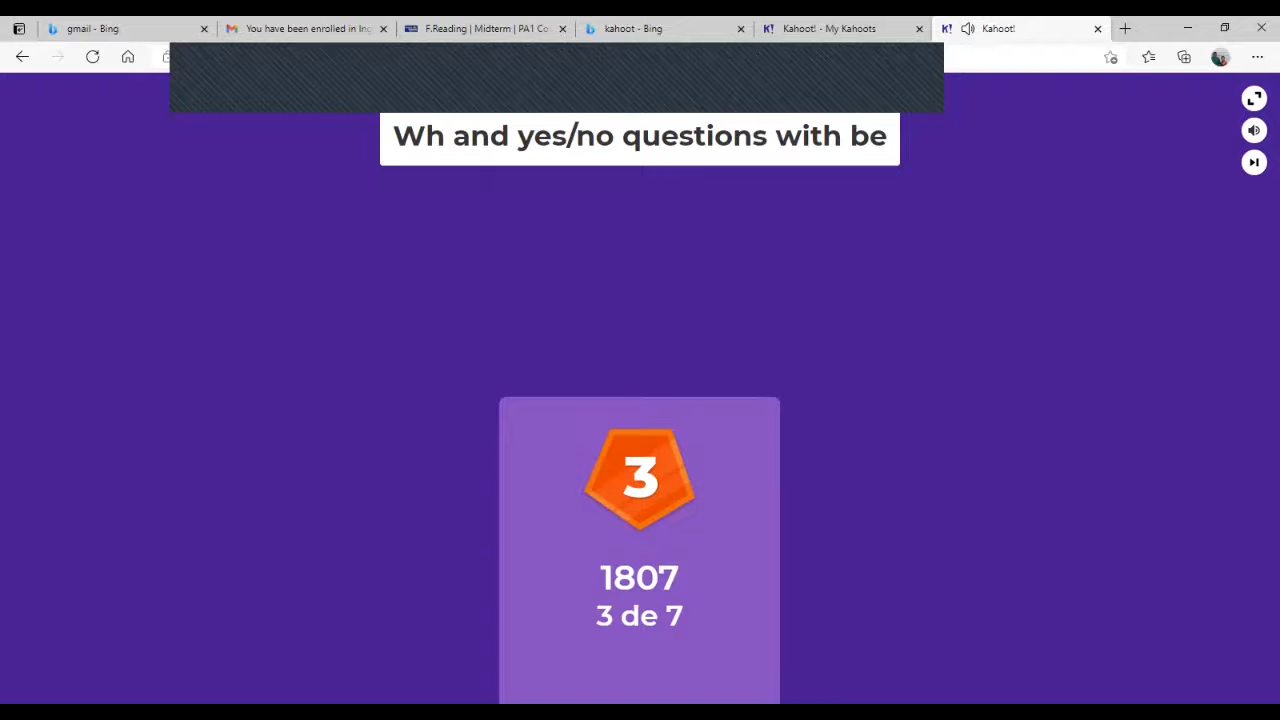 gmail - Bing
You have been enrolled in In
F.Reading | Midterm | PA1 Co
kahoot - Bing
K! Kahoot! - My Kahoots
K! Kahoot!
Wh and yes/no questions with be
3
1807
3 de 7